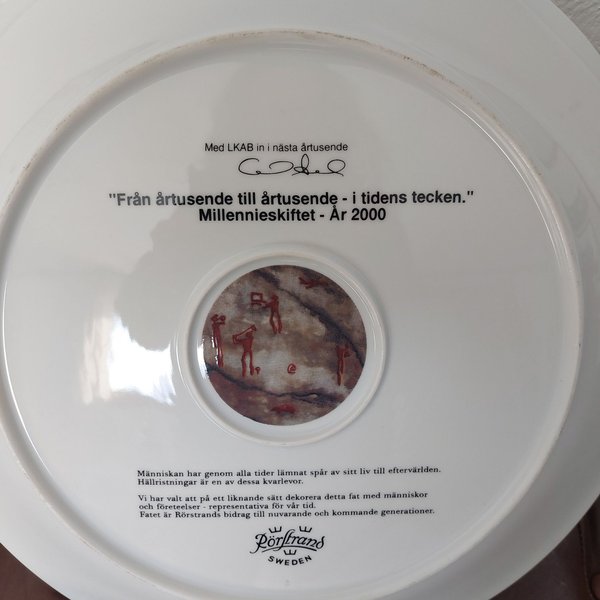 Med LKAB in i nästa årtusende
"Från årtusende till årtusende - i tidens tecken."
Millennieskiftet - År 2000
Människan har genom alla tider lämnat spår av sitt liv till eftervärlden.
Hällristningar är en av dessa kvarlevor.
Vi har valt att på ett liknande sätt dekorera detta fat med människor
och företeelser - representativa för vår tid.
Fatet är Rörstrands bidrag till nuvarande och kommande generationer.
Rörstrand
SWEDEN